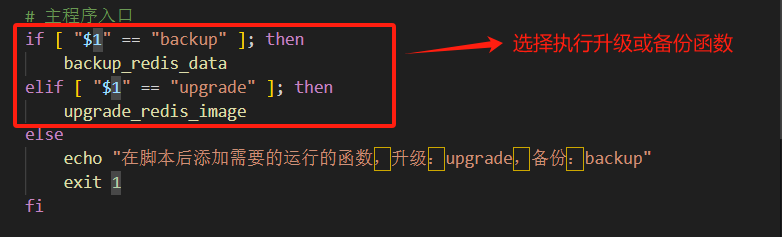 # 主程序入口
if [ "$1" == "backup" ]; then
选择执行升级或备份函数
    backup_redis_data
elif [ "$1" == "upgrade" ]; then
    upgrade_redis_image
else
    echo "在脚本后添加需要的运行的函数，升级：upgrade，备份：backup"
    exit 1
fi